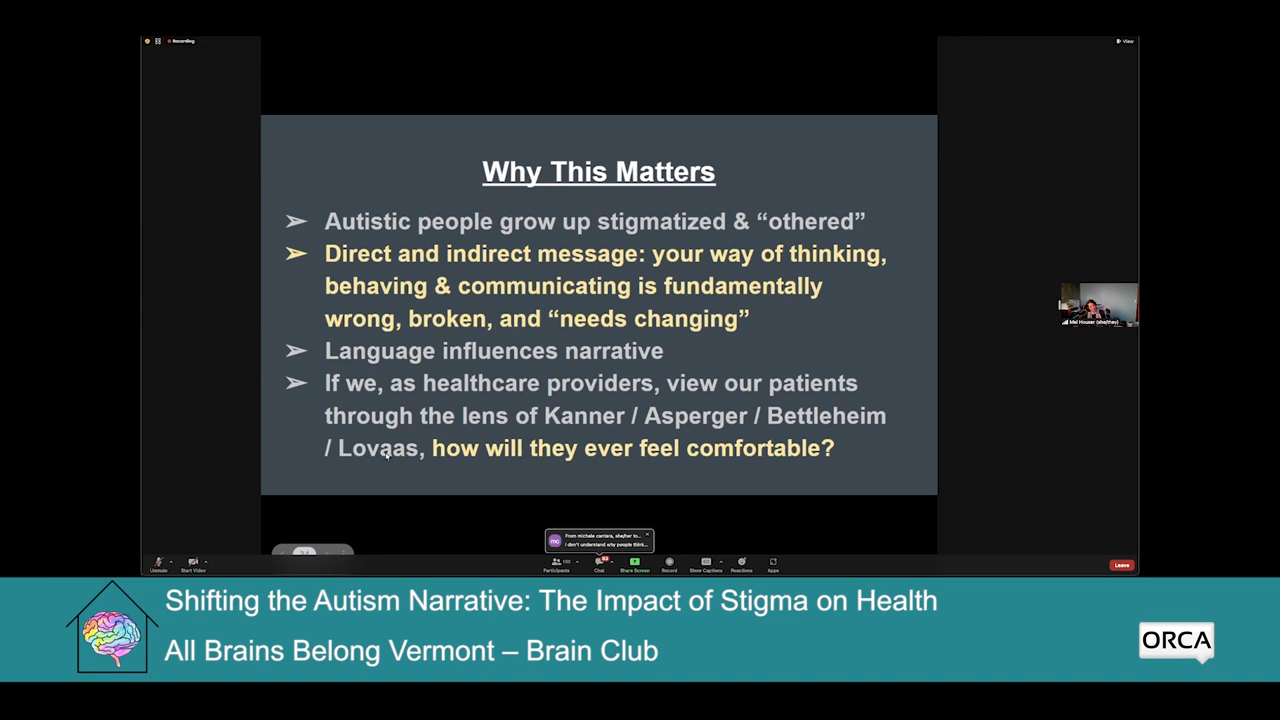 Recording
View
Why This Matters
➢ Autistic people grow up stigmatized & “othered”
➢ Direct and indirect message: your way of thinking,
behaving & communicating is fundamentally
wrong, broken, and “needs changing”
➢ Language influences narrative
➢ If we, as healthcare providers, view our patients
through the lens of Kanner / Asperger / Bettleheim
/ Lovaas, how will they ever feel comfortable?
Mel Houser (she/they)
mc
From michele cantara, she/her to...
I don't understand why people think...
Unmute
Start Video
Participants
Chat
Share Screen
Record
Show Captions
Reactions
Apps
Leave
Shifting the Autism Narrative: The Impact of Stigma on Health
All Brains Belong Vermont – Brain Club
ORCA